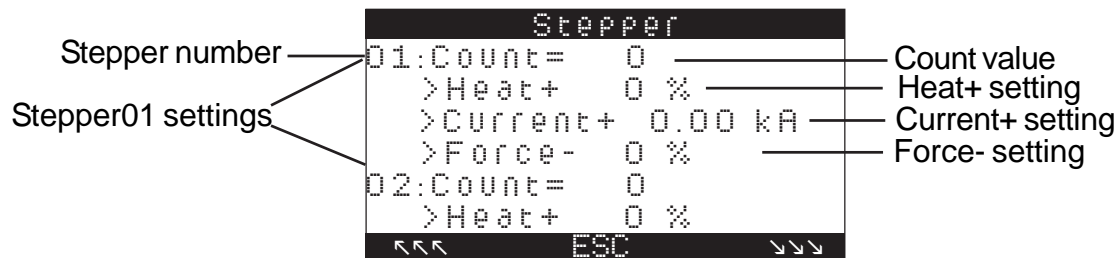 Stepper
Stepper number
01:Count= 0
Count value
>Heat+ 0 %
Heat+ setting
Stepper01 settings
>Current+ 0.00 kA
Current+ setting
>Force- 0 %
Force- setting
02:Count= 0
>Heat+ 0 %
↖↖↖ ESC ↘↘↘